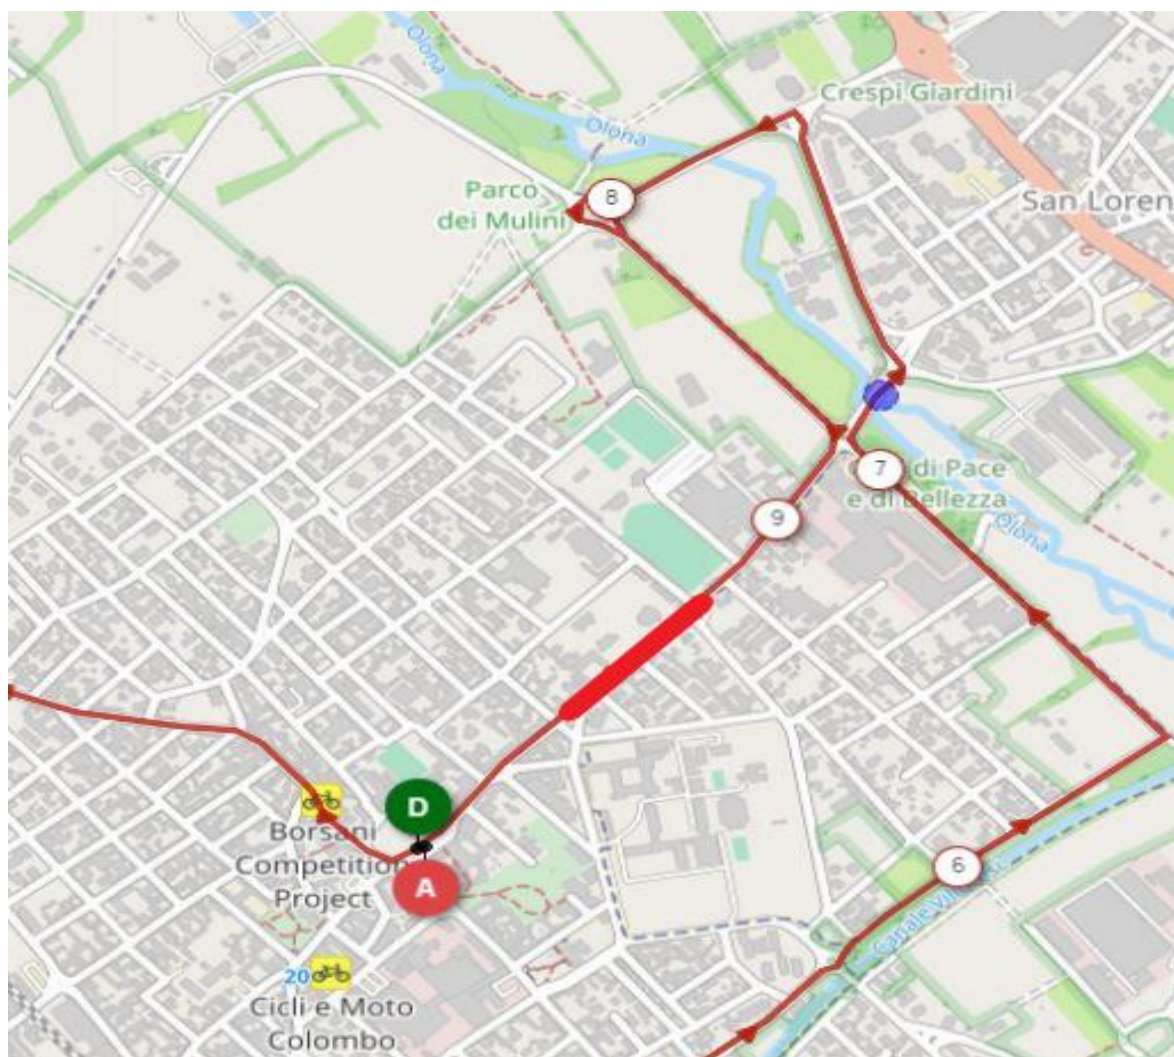 Olona
Crespi Giardini
Olona
8
Parco
dei Mulini
San Loren
7
di Pace
e di Bellezza
9
Olona
D
Borsani
Competition
Project
A
6
Canale Vil
20
Cicli e Moto
Colombo